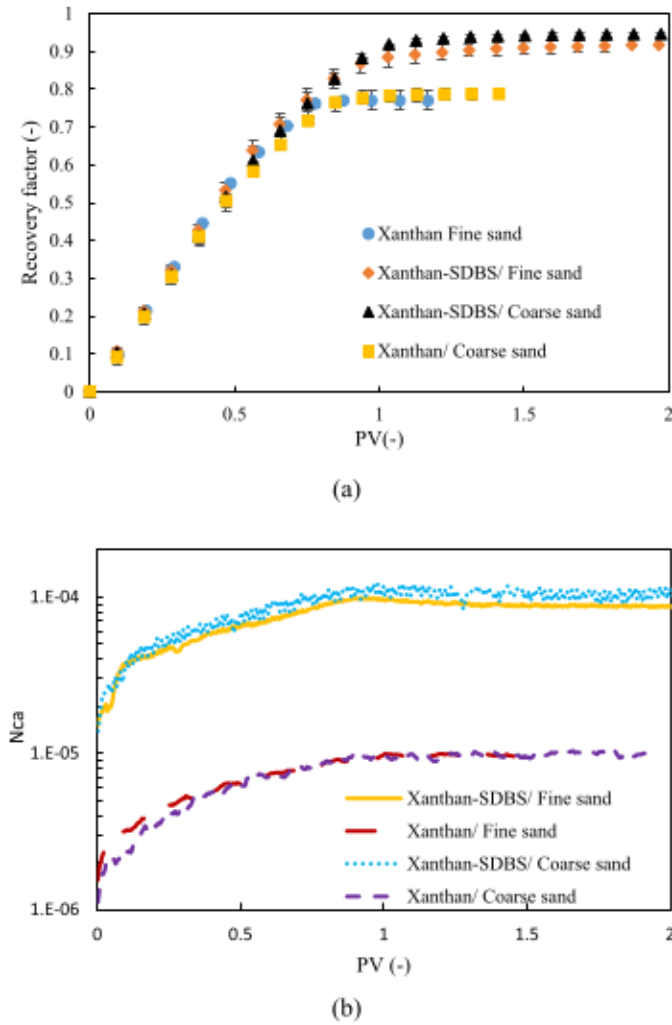 1
0.9
0.8
0.7
0.6
0.5
0.4
0.3
0.2
0.1
0
Recovery factor (-)
Xanthan Fine sand
Xanthan-SDBS/ Fine sand
Xanthan-SDBS/ Coarse sand
Xanthan/ Coarse sand
0 0.5 1 1.5 2
PV(-)
(a)
1.E-04
1.E-05
1.E-06
Nca
Xanthan-SDBS/ Fine sand
Xanthan/ Fine sand
Xanthan-SDBS/ Coarse sand
Xanthan/ Coarse sand
0 0.5 1 1.5 2
PV (-)
(b)